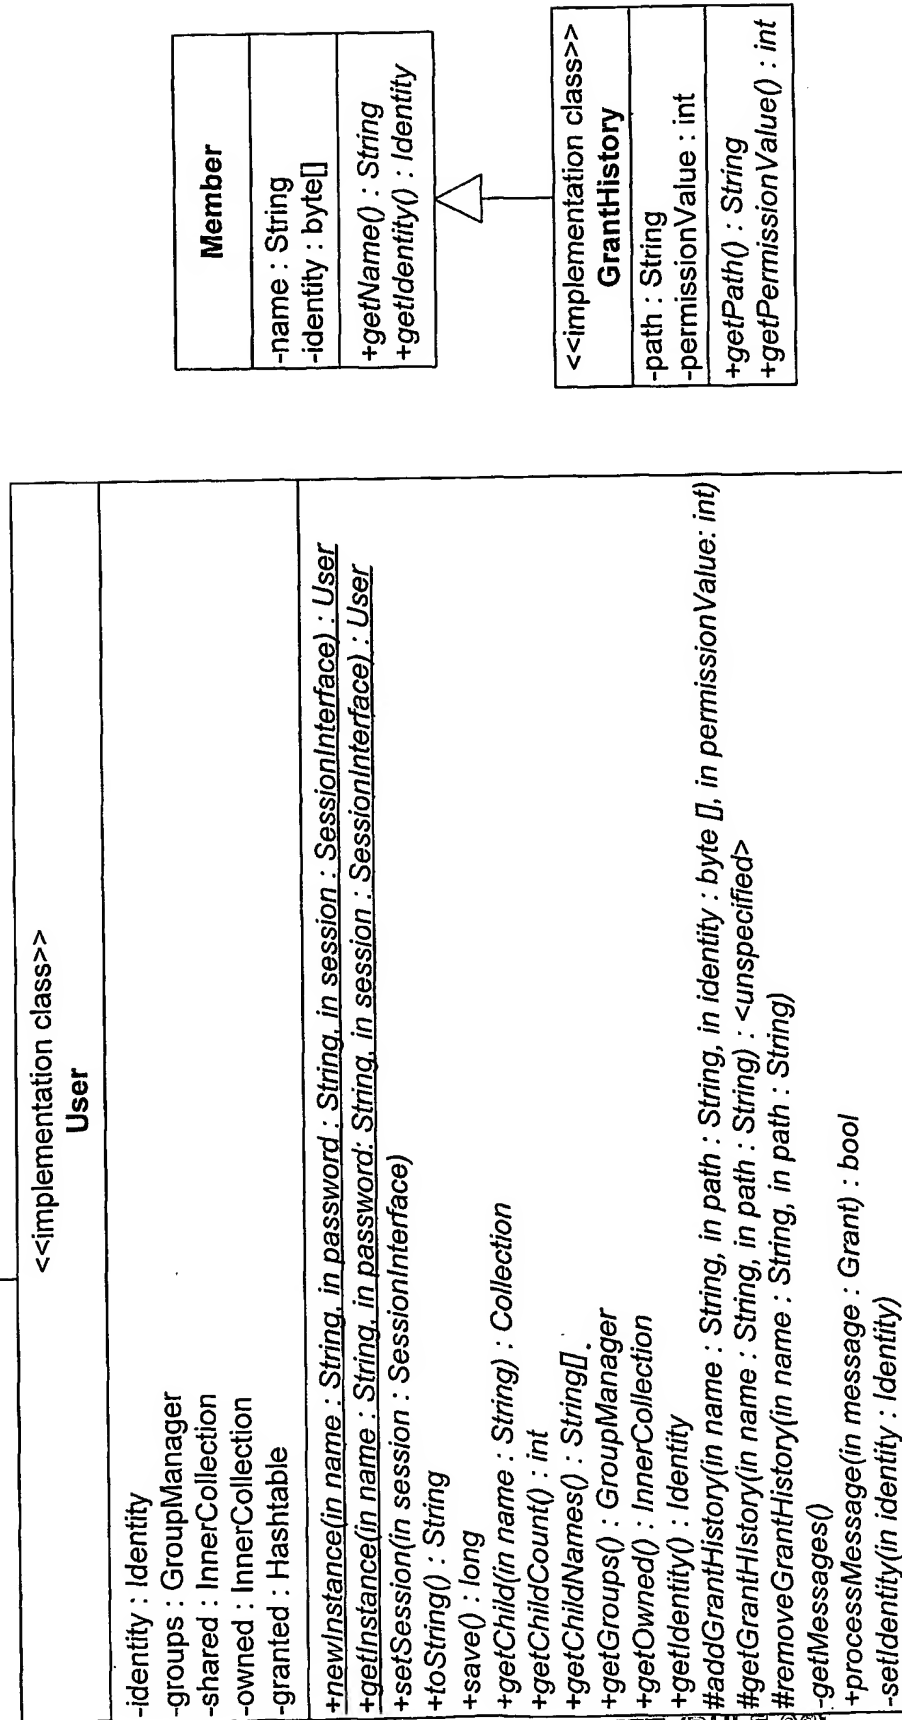 <<implementation class>>
User
-identity : Identity
-groups : GroupManager
-shared : InnerCollection
-owned : InnerCollection
-granted : Hashtable
+newInstance(in name : String, in password : String, in session : SessionInterface) : User
+getInstance(in name : String, in password: String, in session : SessionInterface) : User
+setSession(in session : SessionInterface)
+toString() : String
+save() : long
+getChild(in name : String) : Collection
+getChildCount() : int
+getChildNames() : String[]
+getGroups() : GroupManager
+getOwned() : InnerCollection
+getIdentity() : Identity
#addGrantHistory(in name : String, in path : String, in identity : byte [], in permissionValue: int)
#getGrantHistory(in name : String, in path : String) : <unspecified>
#removeGrantHistory(in name : String, in path : String)
-getMessages()
+processMessage(in message : Grant) : bool
-setIdentity(in identity : Identity)
Member
-name : String
-identity : byte[]
+getName() : String
+getIdentity() : Identity
<<implementation class>>
GrantHistory
-path : String
-permissionValue : int
+getPath() : String
+getPermissionValue() : int